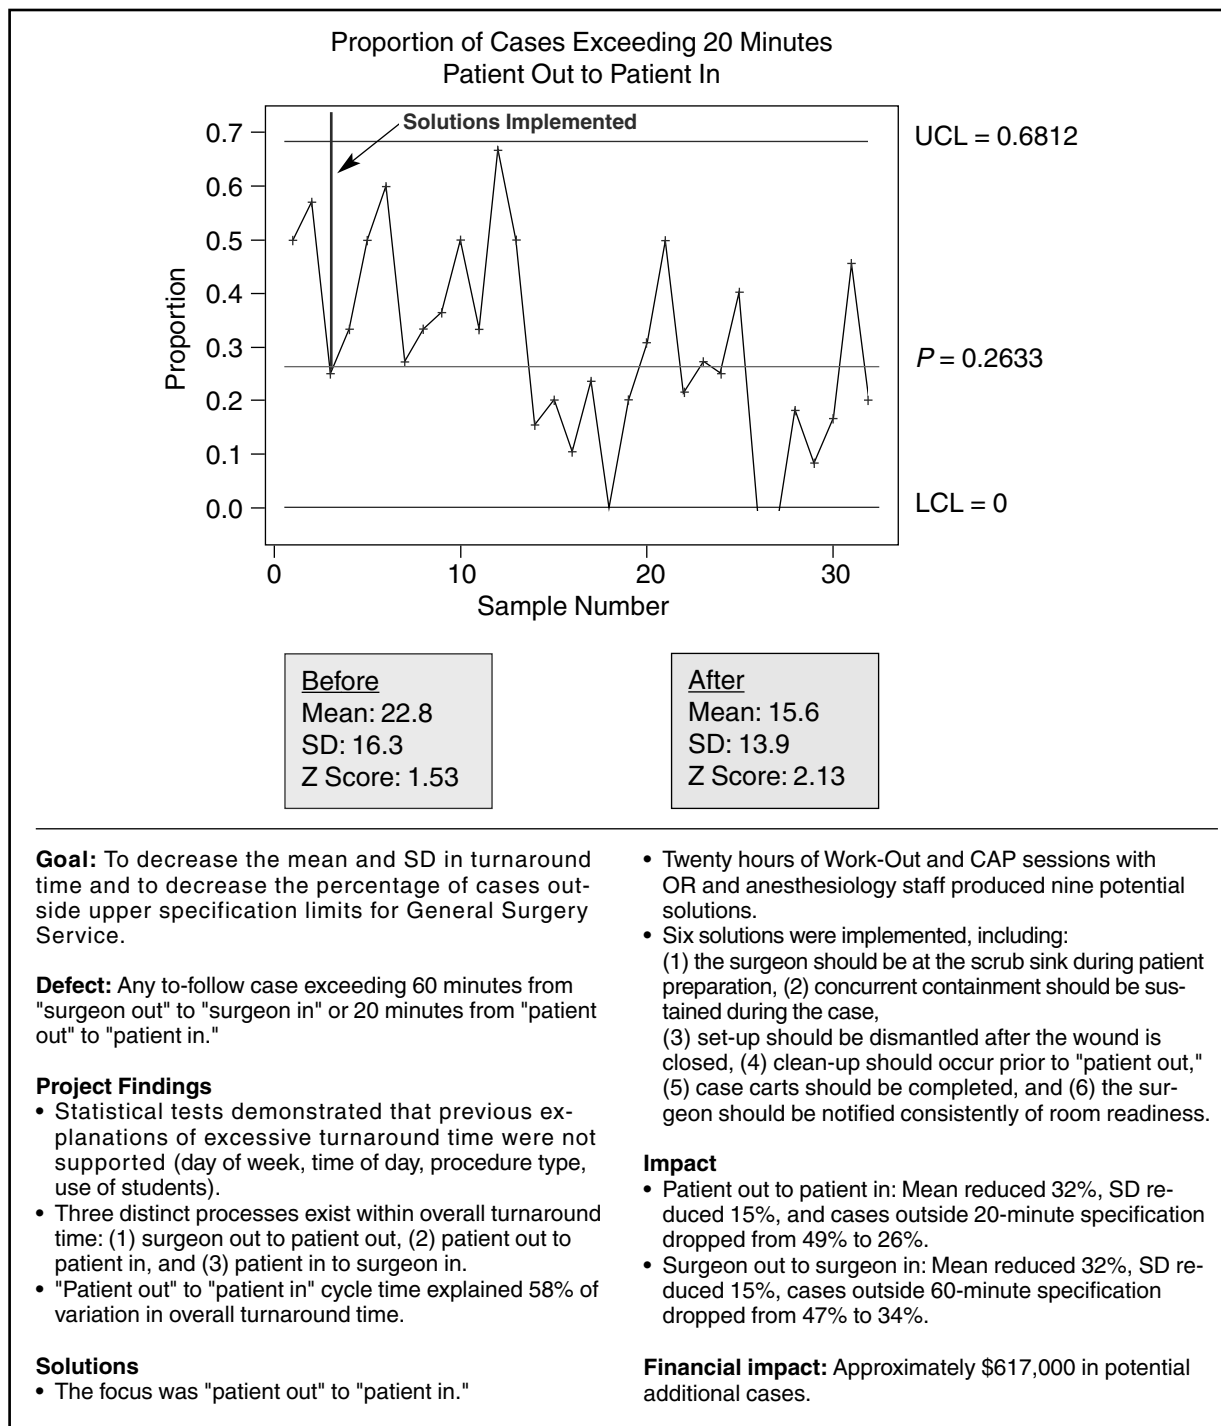 Proportion of Cases Exceeding 20 Minutes
Patient Out to Patient In
Solutions Implemented
0.7
0.6
0.5
0.4
0.3
0.2
0.1
0.0
Proportion
UCL = 0.6812
P = 0.2633
LCL = 0
0
10
20
30
Sample Number
Before
Mean: 22.8
SD: 16.3
Z Score: 1.53
After
Mean: 15.6
SD: 13.9
Z Score: 2.13
Goal: To decrease the mean and SD in turnaround
time and to decrease the percentage of cases out-
side upper specification limits for General Surgery
Service.
Defect: Any to-follow case exceeding 60 minutes from
"surgeon out" to "surgeon in" or 20 minutes from "patient
out" to "patient in."
Project Findings
• Statistical tests demonstrated that previous ex-
planations of excessive turnaround time were not
supported (day of week, time of day, procedure type,
use of students).
• Three distinct processes exist within overall turnaround
time: (1) surgeon out to patient out, (2) patient out to
patient in, and (3) patient in to surgeon in.
• "Patient out" to "patient in" cycle time explained 58% of
variation in overall turnaround time.
Solutions
• The focus was "patient out" to "patient in."
• Twenty hours of Work-Out and CAP sessions with
OR and anesthesiology staff produced nine potential
solutions.
• Six solutions were implemented, including:
(1) the surgeon should be at the scrub sink during patient
preparation, (2) concurrent containment should be sus-
tained during the case,
(3) set-up should be dismantled after the wound is
closed, (4) clean-up should occur prior to "patient out,"
(5) case carts should be completed, and (6) the sur-
geon should be notified consistently of room readiness.
Impact
• Patient out to patient in: Mean reduced 32%, SD re-
duced 15%, and cases outside 20-minute specification
dropped from 49% to 26%.
• Surgeon out to surgeon in: Mean reduced 32%, SD re-
duced 15%, cases outside 60-minute specification
dropped from 47% to 34%.
Financial impact: Approximately $617,000 in potential
additional cases.